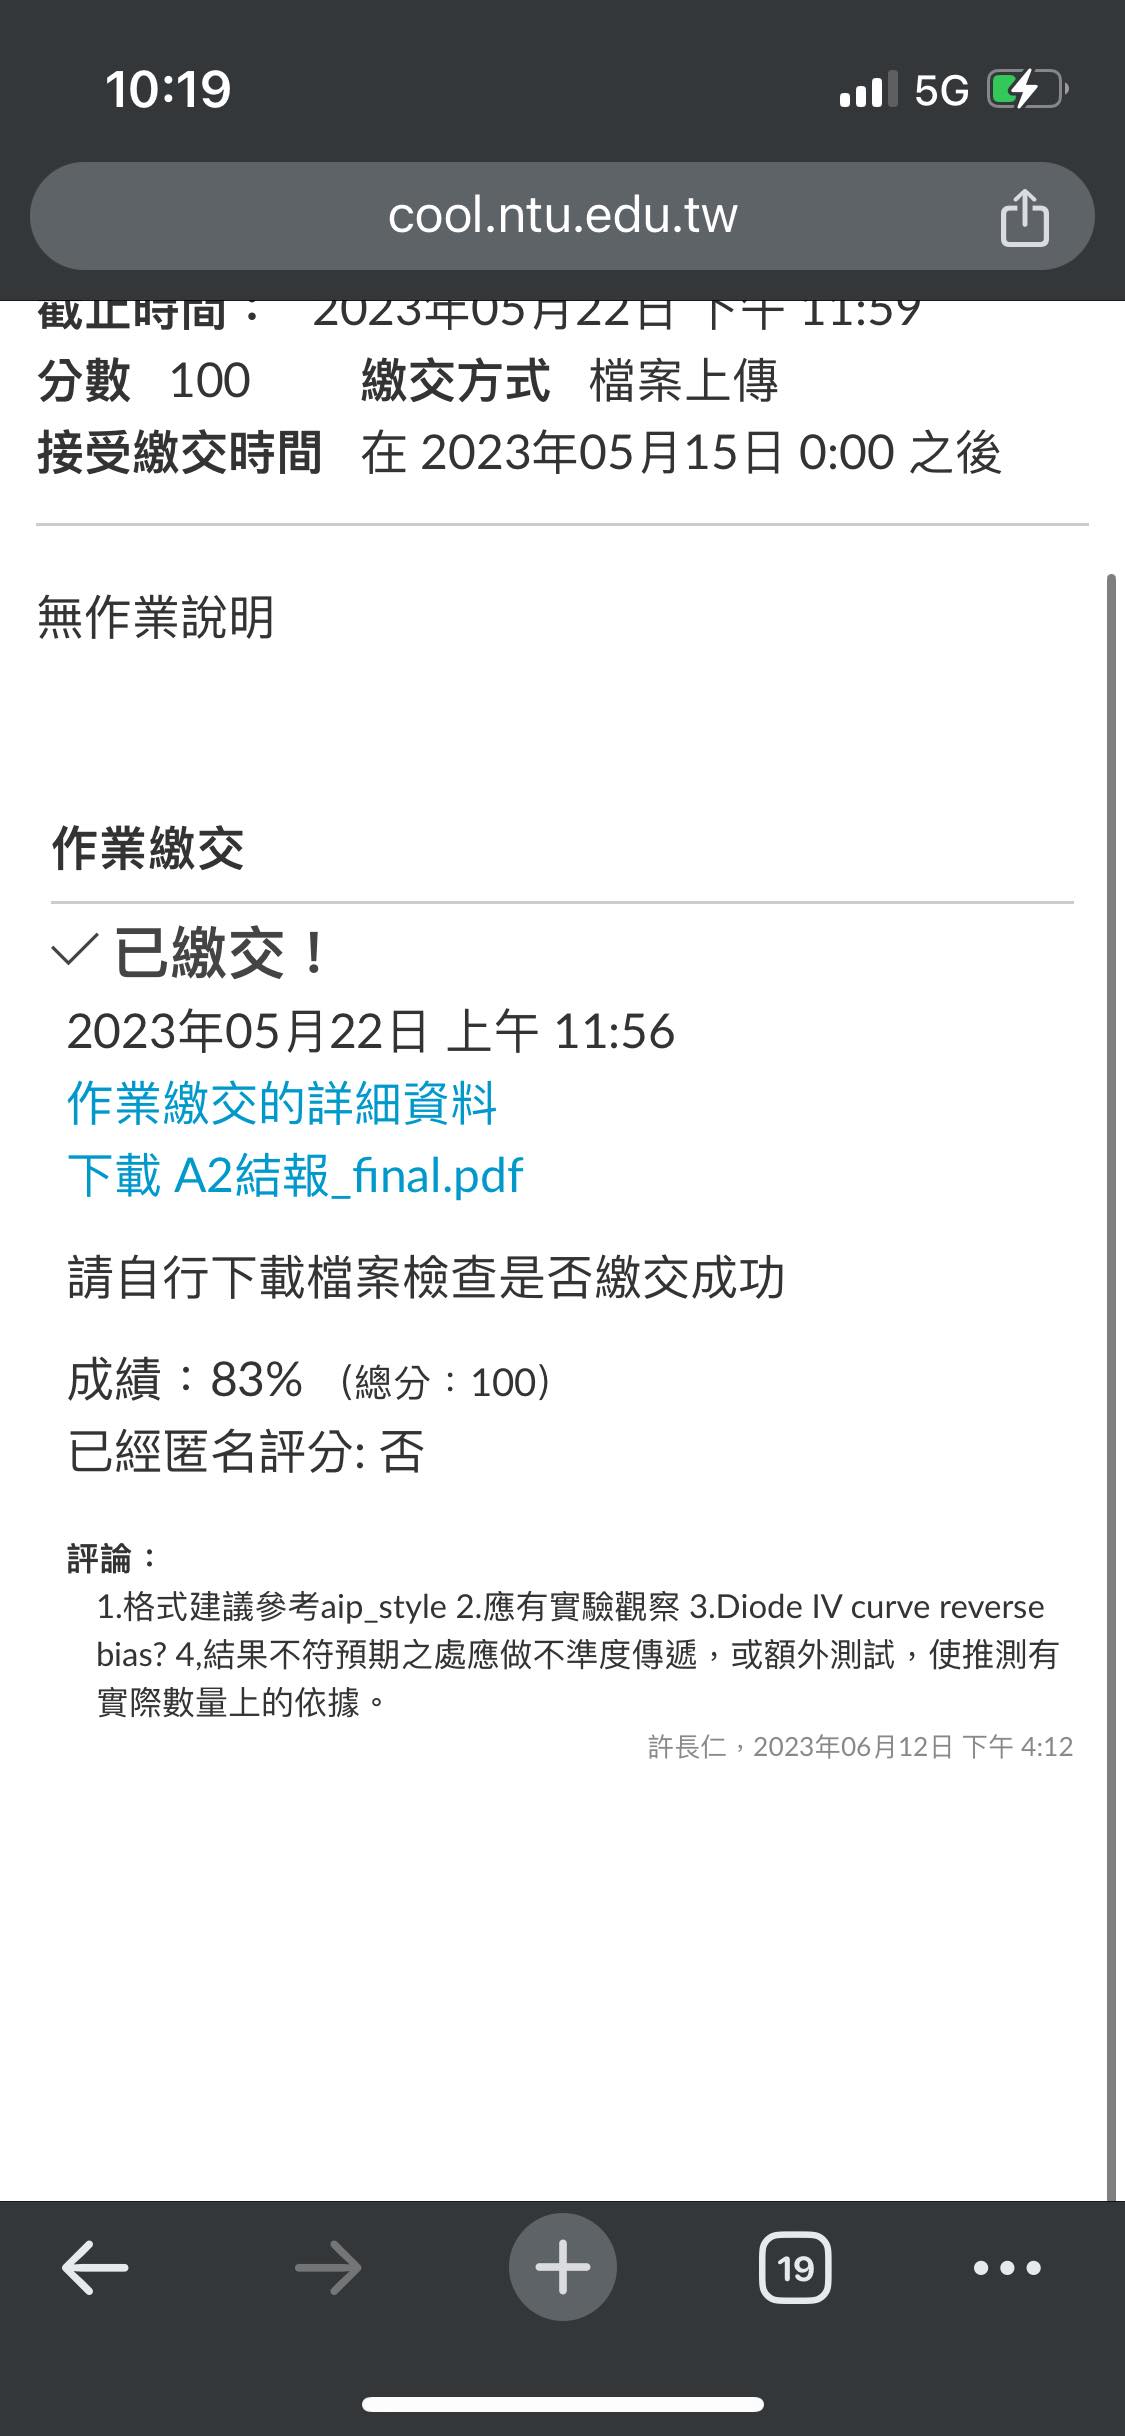 10:19
5G
cool.ntu.edu.tw
截止時間： 2023年05月22日 下午 11:59
分數 100 繳交方式 檔案上傳
接受繳交時間 在 2023年05月15日 0:00 之後
無作業說明
作業繳交
已繳交！
2023年05月22日 上午 11:56
作業繳交的詳細資料
下載 A2結報_final.pdf
請自行下載檔案檢查是否繳交成功
成績：83% (總分：100)
已經匿名評分: 否
評論：
1.格式建議參考aip_style 2.應有實驗觀察 3.Diode IV curve reverse
bias? 4,結果不符預期之處應做不準度傳遞，或額外測試，使推測有
實際數量上的依據。
許長仁，2023年06月12日 下午 4:12
19